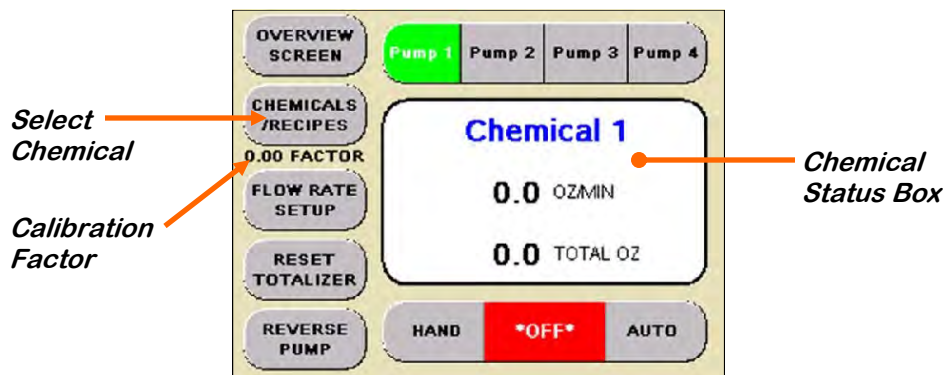 Select
Chemical
Calibration
Factor
OVERVIEW
SCREEN
CHEMICALS
/RECIPES
0.00 FACTOR
FLOW RATE
SETUP
RESET
TOTALIZER
REVERSE
PUMP
Pump 1 Pump 2 Pump 3 Pump 4
Chemical 1
0.0 OZ/MIN
0.0 TOTAL OZ
HAND *OFF* AUTO
Chemical
Status Box